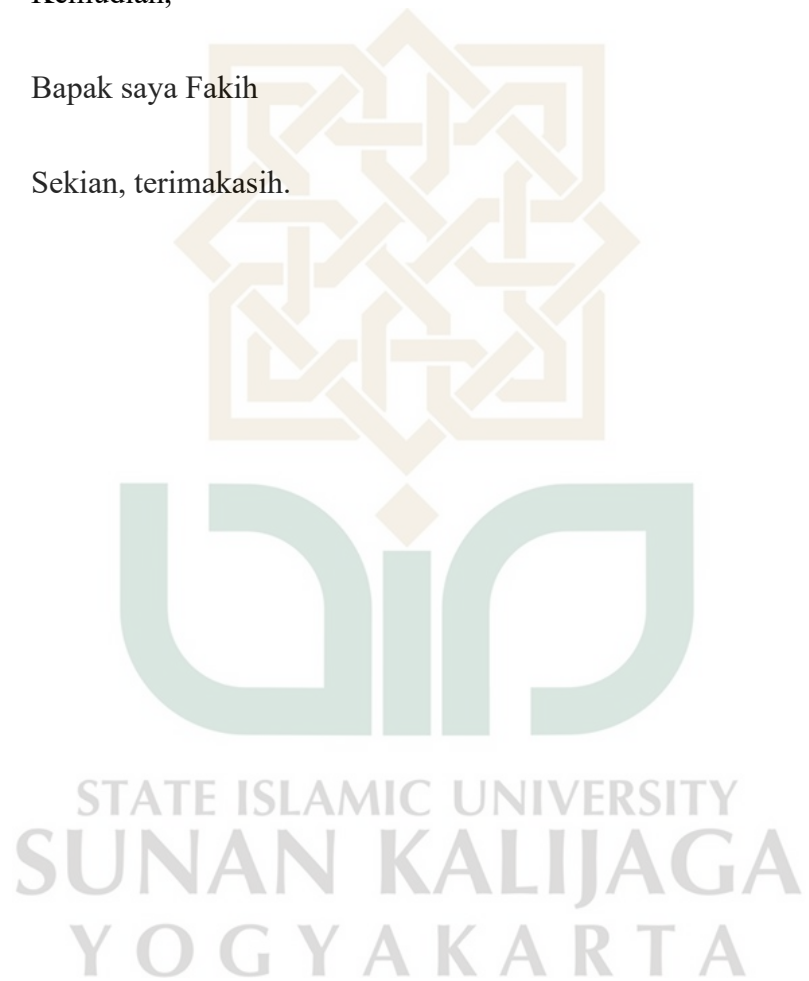 Kemudian,
Bapak saya Fakih
Sekian, terimakasih.
STATE ISLAMIC UNIVERSITY
SUNAN KALIJAGA
YOGYAKARTA